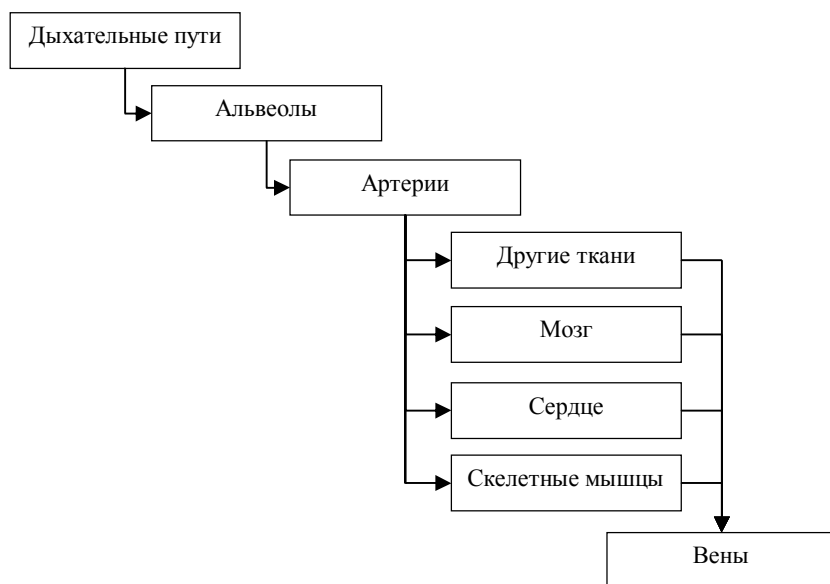 Дыхательные пути
Альвеолы
Артерии
Другие ткани
Мозг
Сердце
Скелетные мышцы
Вены